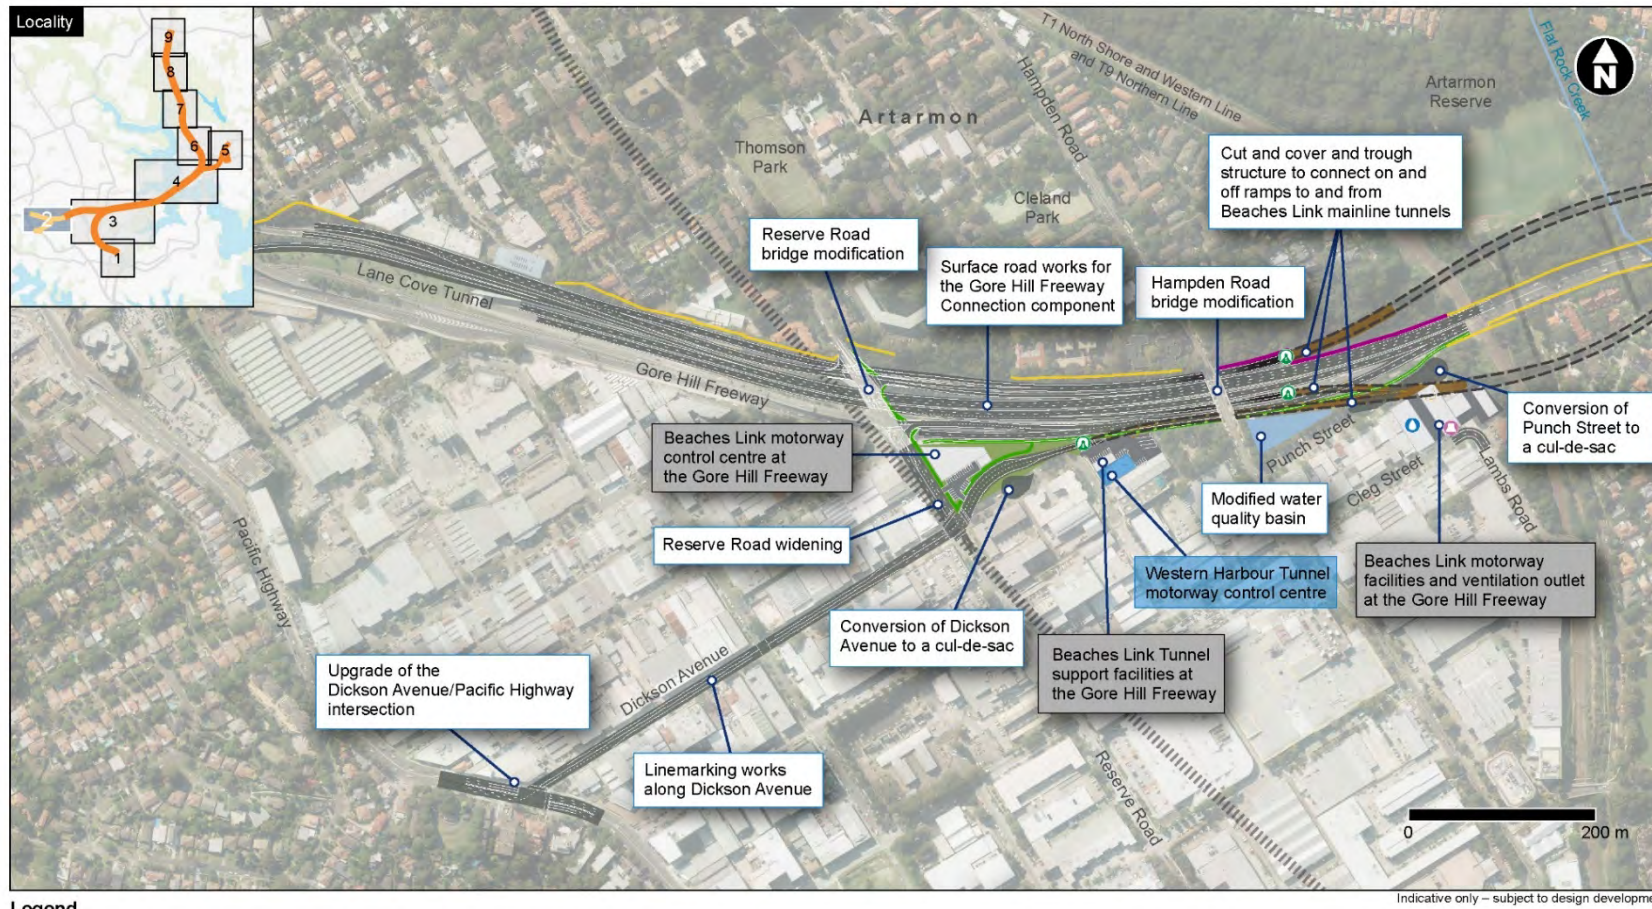 Locality
9
8
7
6
5
4
2
3
1
N
T1 North Shore and Western Line
and T9 Northern Line
Hampden Road
Artarmon
Artarmon
Reserve
Flat Rock Creek
Thomson
Park
Cleland
Park
Cut and cover and trough
structure to connect on and
off ramps to and from
Beaches Link mainline tunnels
Reserve Road
bridge modification
Surface road works for
the Gore Hill Freeway
Connection component
Hampden Road
bridge modification
Lane Cove Tunnel
Gore Hill Freeway
Beaches Link motorway
control centre at
the Gore Hill Freeway
Conversion of
Punch Street to
a cul-de-sac
Punch Street
Cleg Street
Lambs Road
Modified water
quality basin
Pacific Highway
Reserve Road widening
Western Harbour Tunnel
motorway control centre
Beaches Link motorway
facilities and ventilation outlet
at the Gore Hill Freeway
Conversion of Dickson
Avenue to a cul-de-sac
Beaches Link Tunnel
support facilities at
the Gore Hill Freeway
Upgrade of the
Dickson Avenue/Pacific Highway
intersection
Dickson Avenue
Linemarking works
along Dickson Avenue
Reserve Road
0
200 m
Legend
Indicative only – subject to design developme